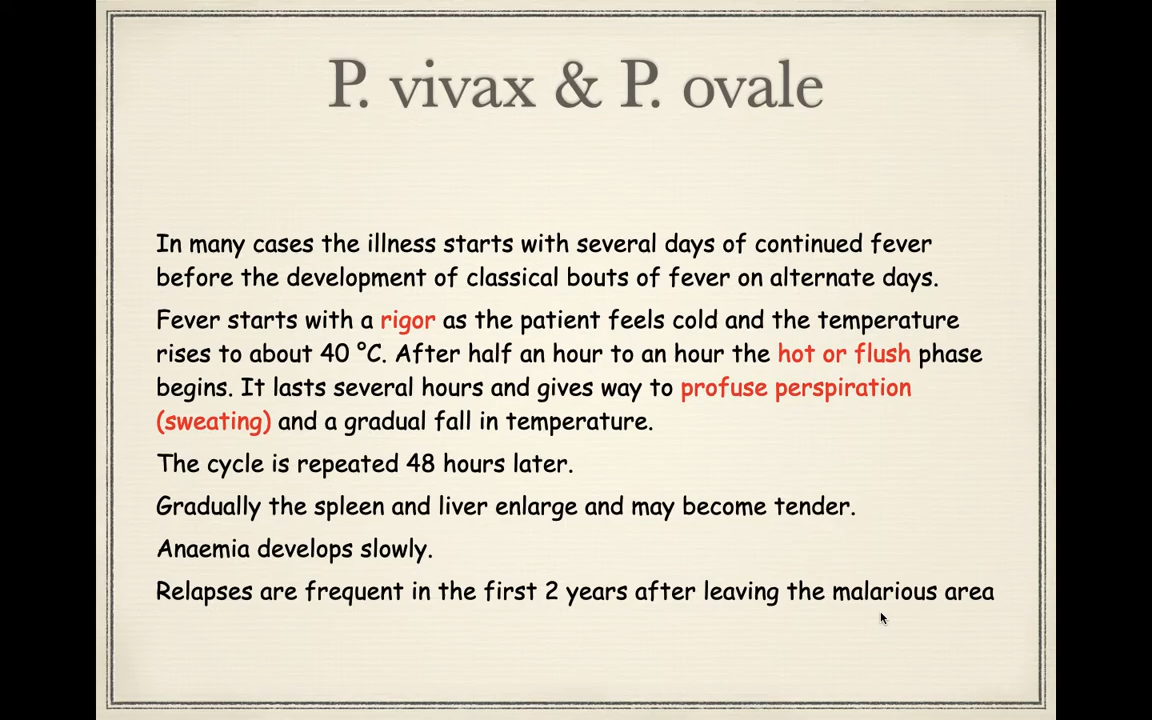 P. vivax & P. ovale
In many cases the illness starts with several days of continued fever
before the development of classical bouts of fever on alternate days.
Fever starts with a rigor as the patient feels cold and the temperature
rises to about 40 °C. After half an hour to an hour the hot or flush phase
begins. It lasts several hours and gives way to profuse perspiration
(sweating) and a gradual fall in temperature.
The cycle is repeated 48 hours later.
Gradually the spleen and liver enlarge and may become tender.
Anaemia develops slowly.
Relapses are frequent in the first 2 years after leaving the malarious area